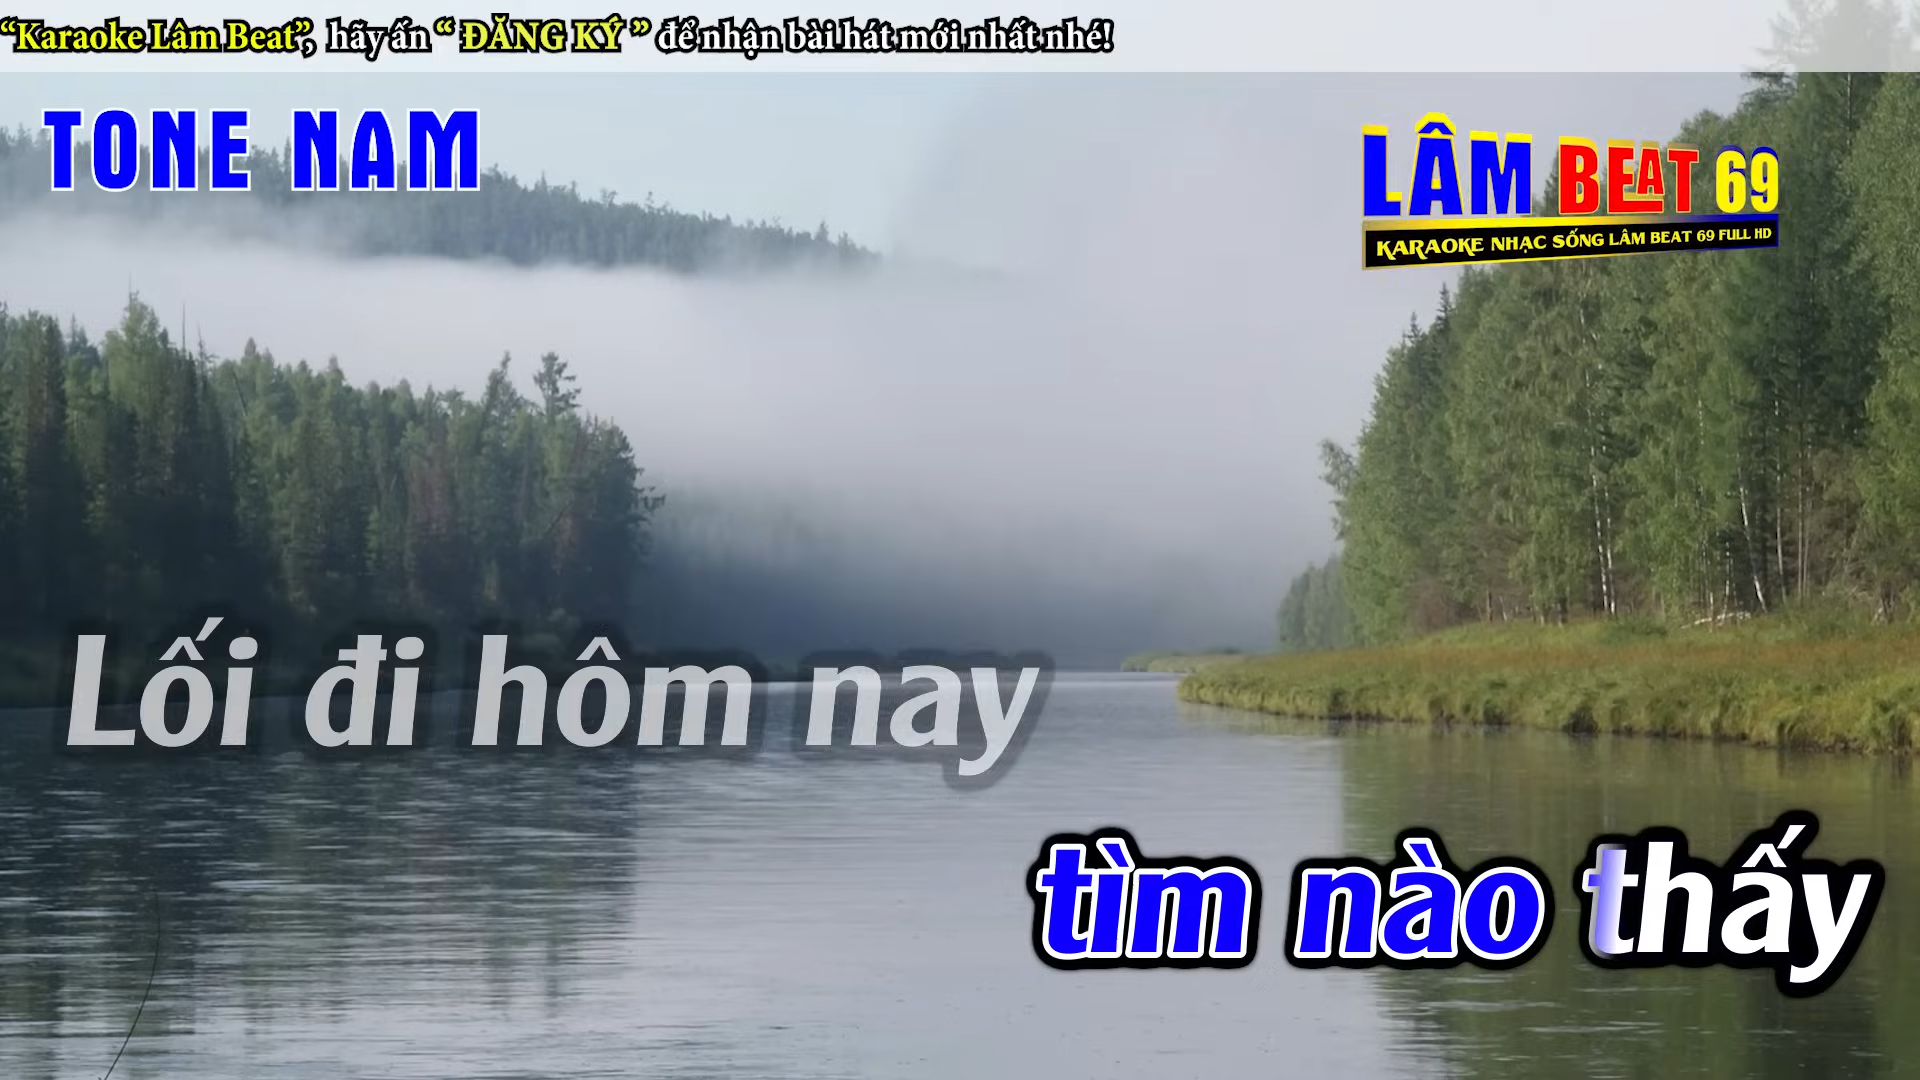 “Karaoke Lâm Beat”, hãy ấn “ ĐĂNG KÝ ” để nhận bài hát mới nhất nhé!
TONE NAM
LÂM BEAT 69
KARAOKE NHẠC SỐNG LÂM BEAT 69 FULL HD
Lối đi hôm nay
tìm nào thấy